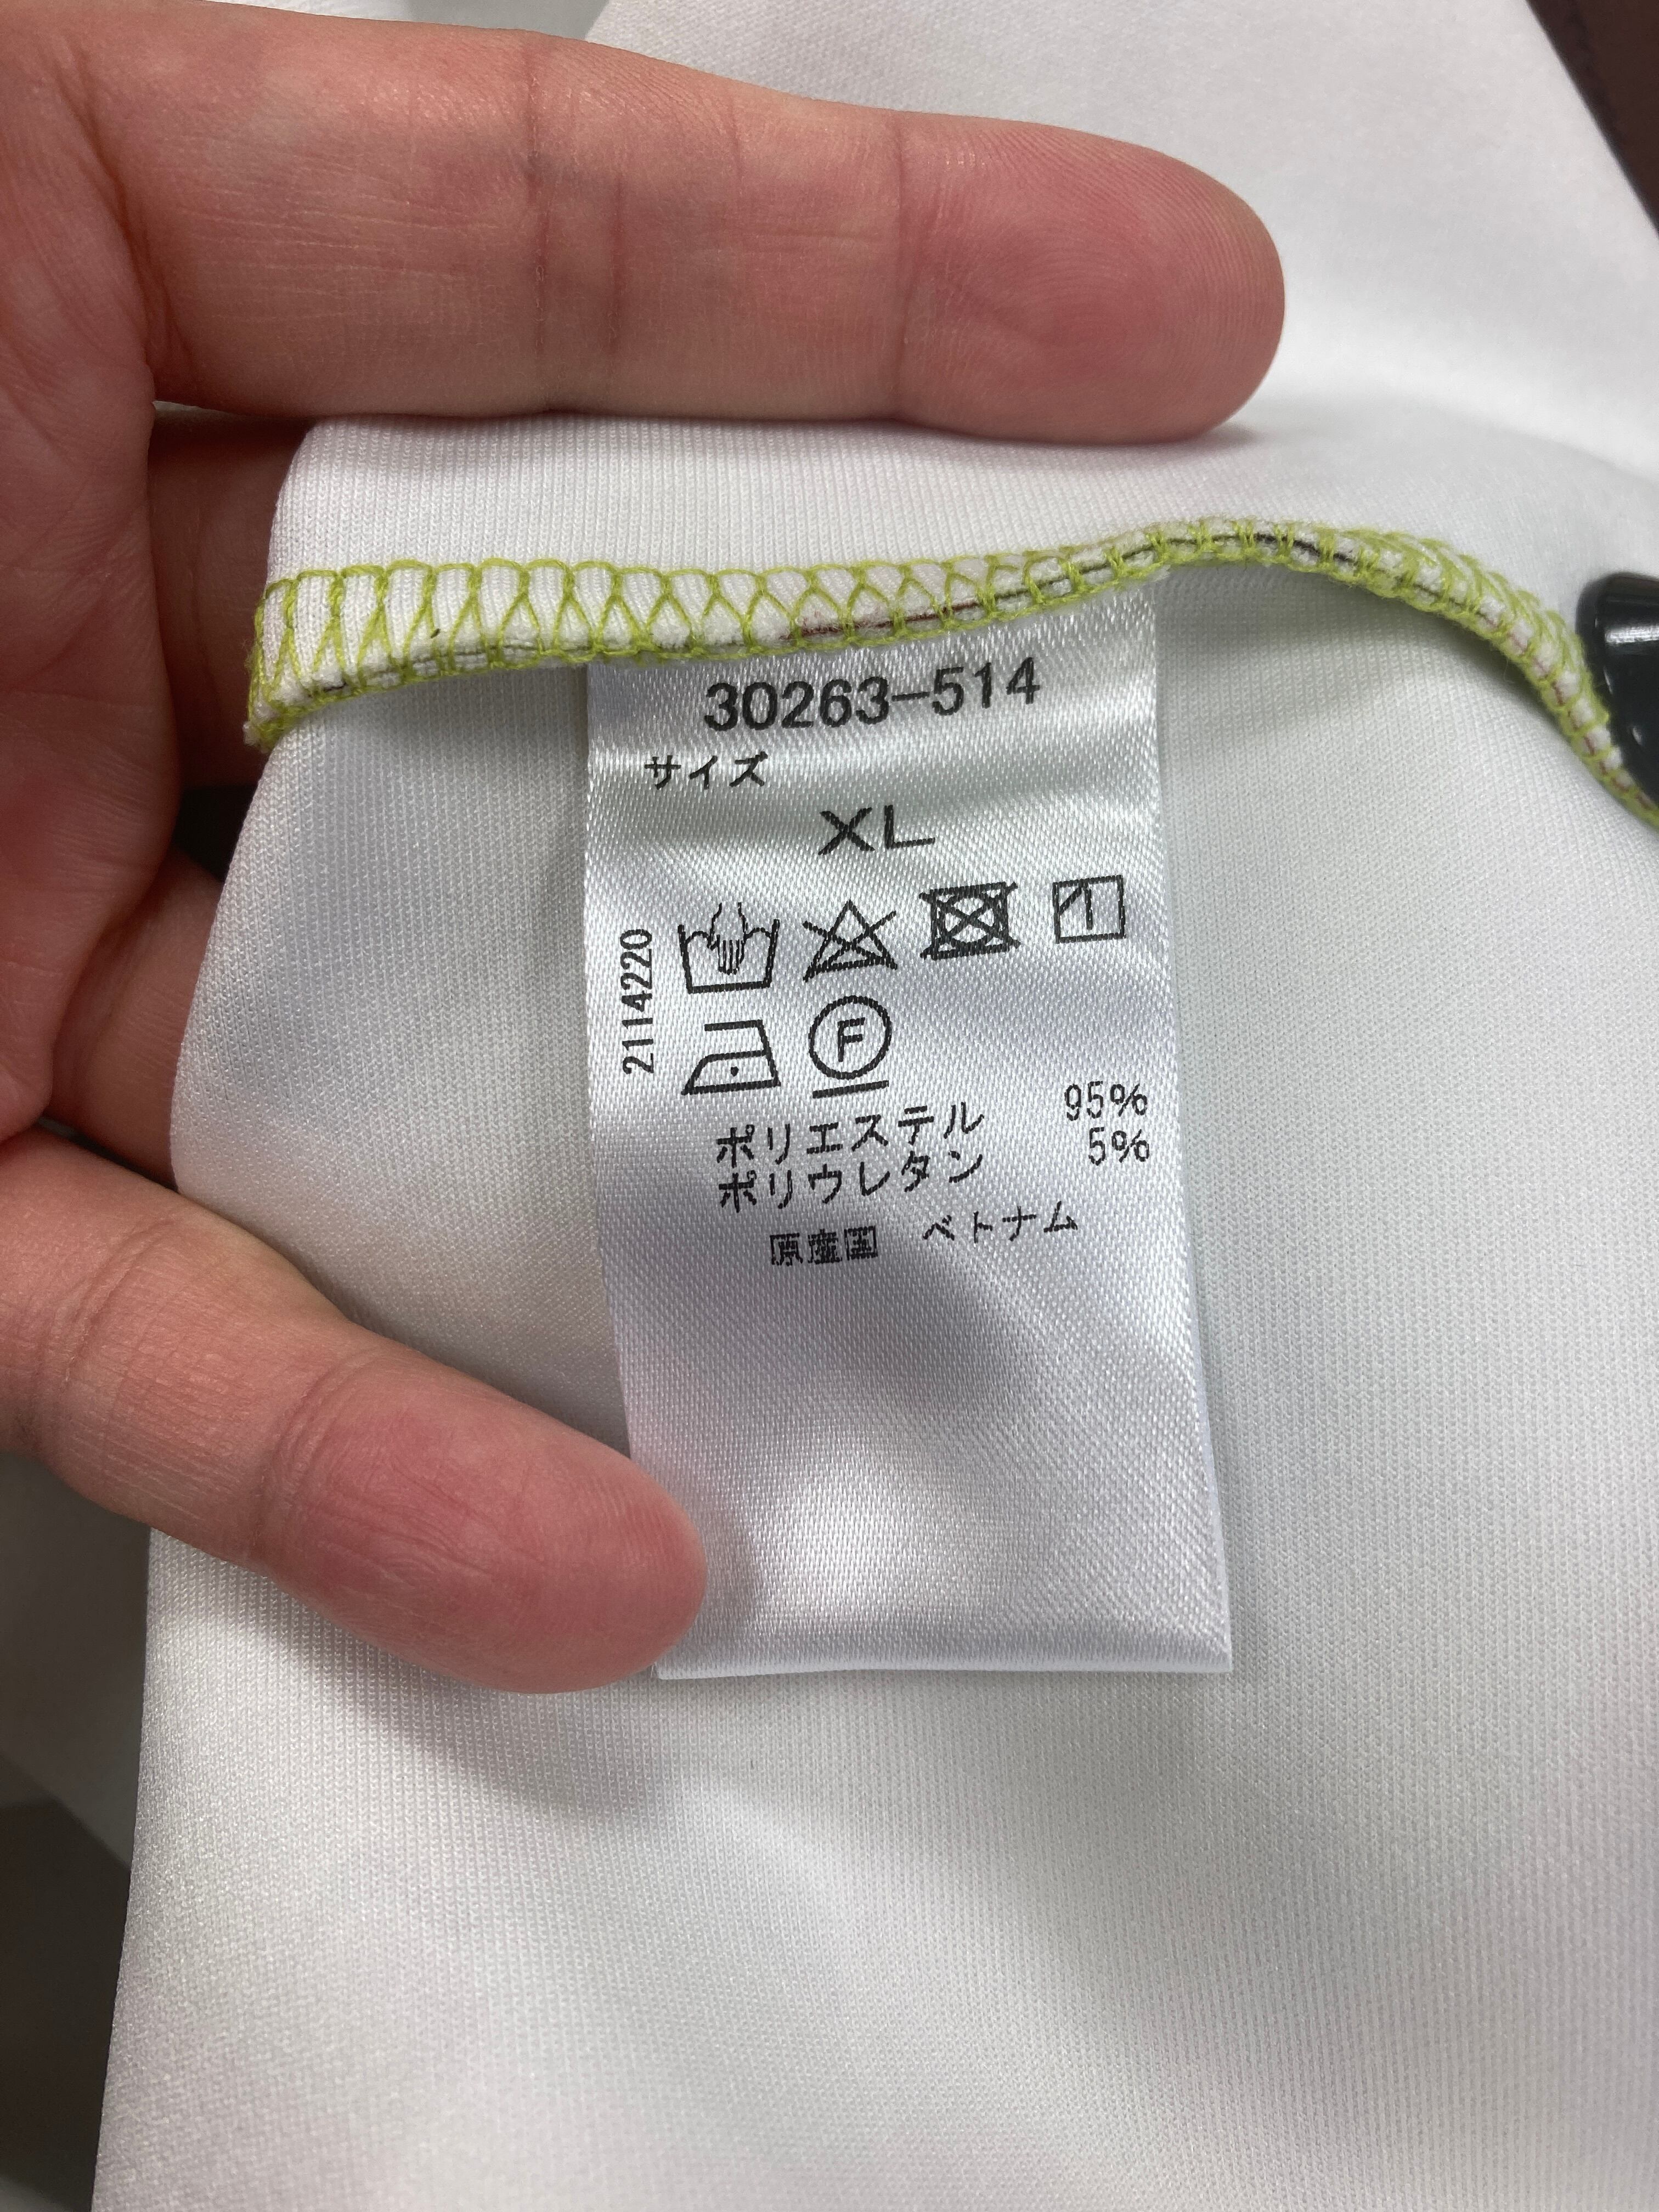 30263-514
サイズ
XL
2114220
F
ポリエステル 95%
ポリウレタン 5%
原産国 ベトナム